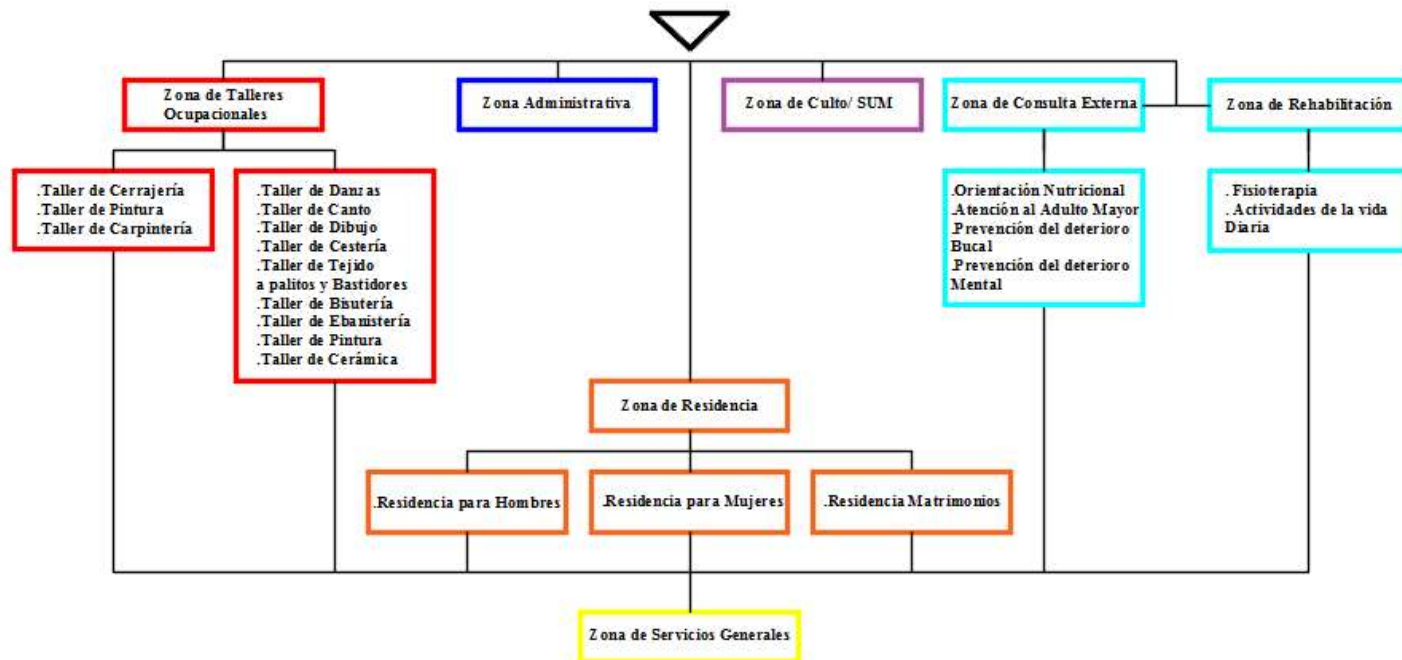 Zona de Talleres
Ocupacionales
Zona Administrativa
Zona de Culto/ SUM
Zona de Consulta Externa
Zona de Rehabilitación
.Taller de Cerrajería
.Taller de Pintura
.Taller de Carpintería
.Taller de Danzas
.Taller de Canto
.Taller de Dibujo
.Taller de Cestería
.Taller de Tejido
a palitos y Bastidores
.Taller de Bisutería
.Taller de Ebanistería
.Taller de Pintura
.Taller de Cerámica
.Orientación Nutricional
.Atención al Adulto Mayor
.Prevención del deterioro
Bucal
.Prevención del deterioro
Mental
. Fisioterapia
. Actividades de la vida
Diaria
Zona de Residencia
.Residencia para Hombres
.Residencia para Mujeres
.Residencia Matrimonios
Zona de Servicios Generales